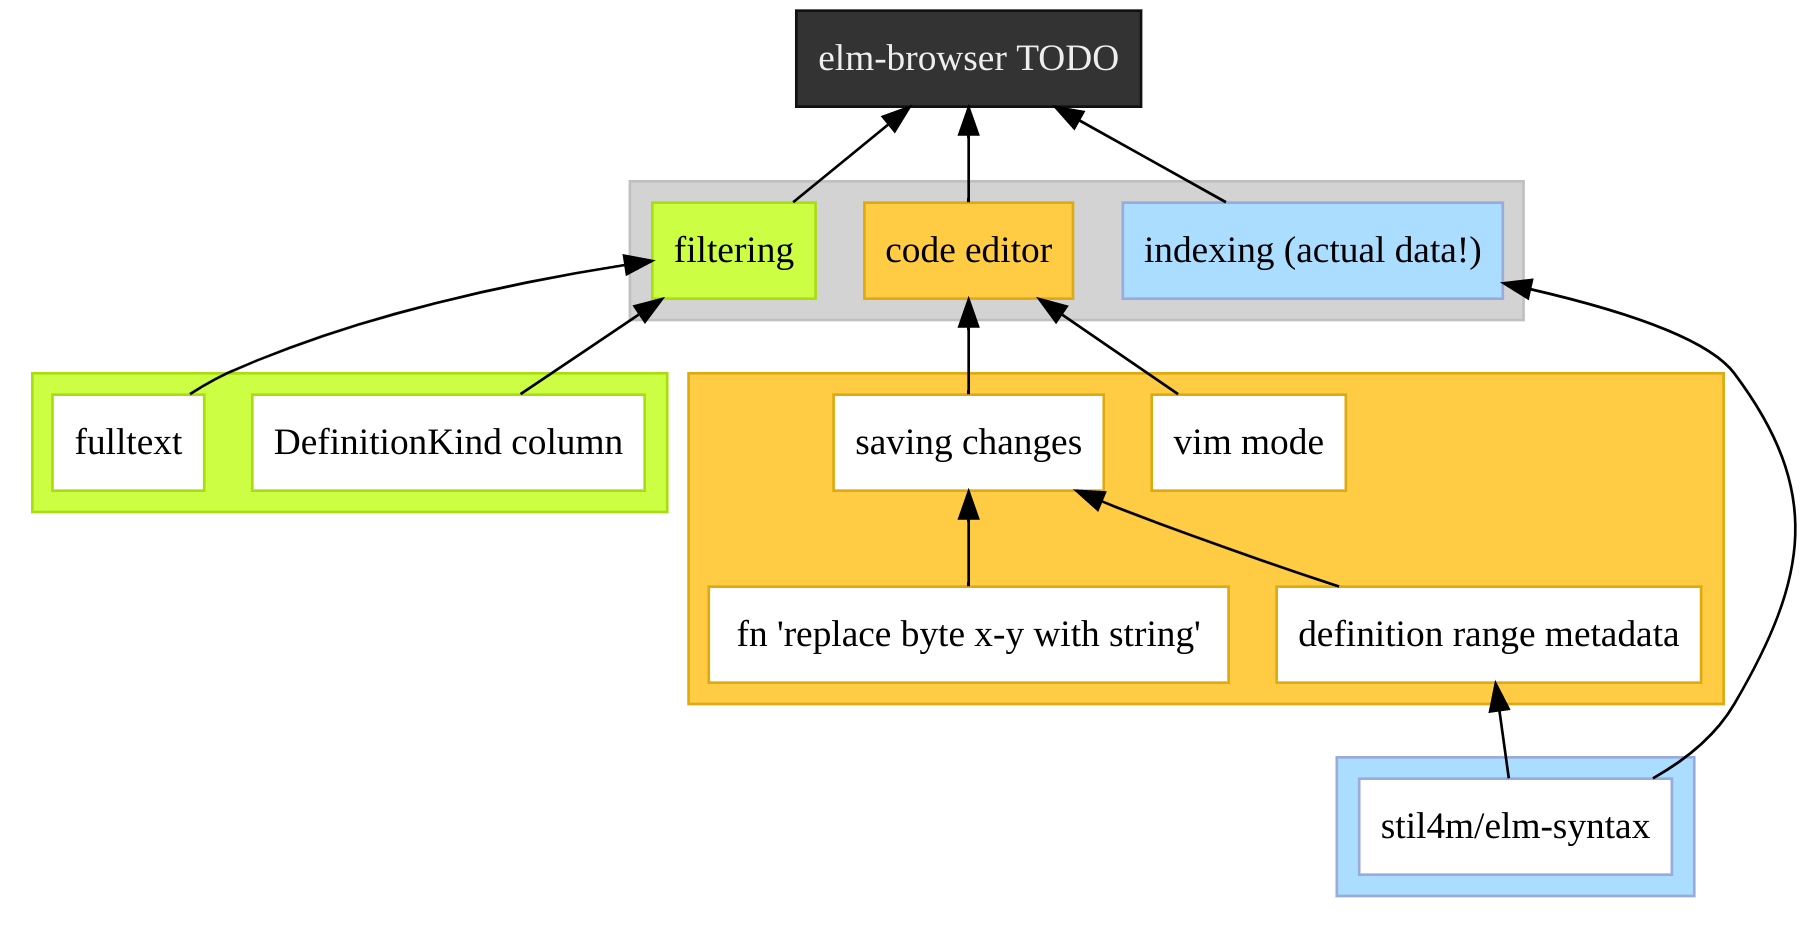 elm-browser TODO
filtering
code editor
indexing (actual data!)
fulltext
DefinitionKind column
saving changes
vim mode
fn 'replace byte x-y with string'
definition range metadata
stil4m/elm-syntax